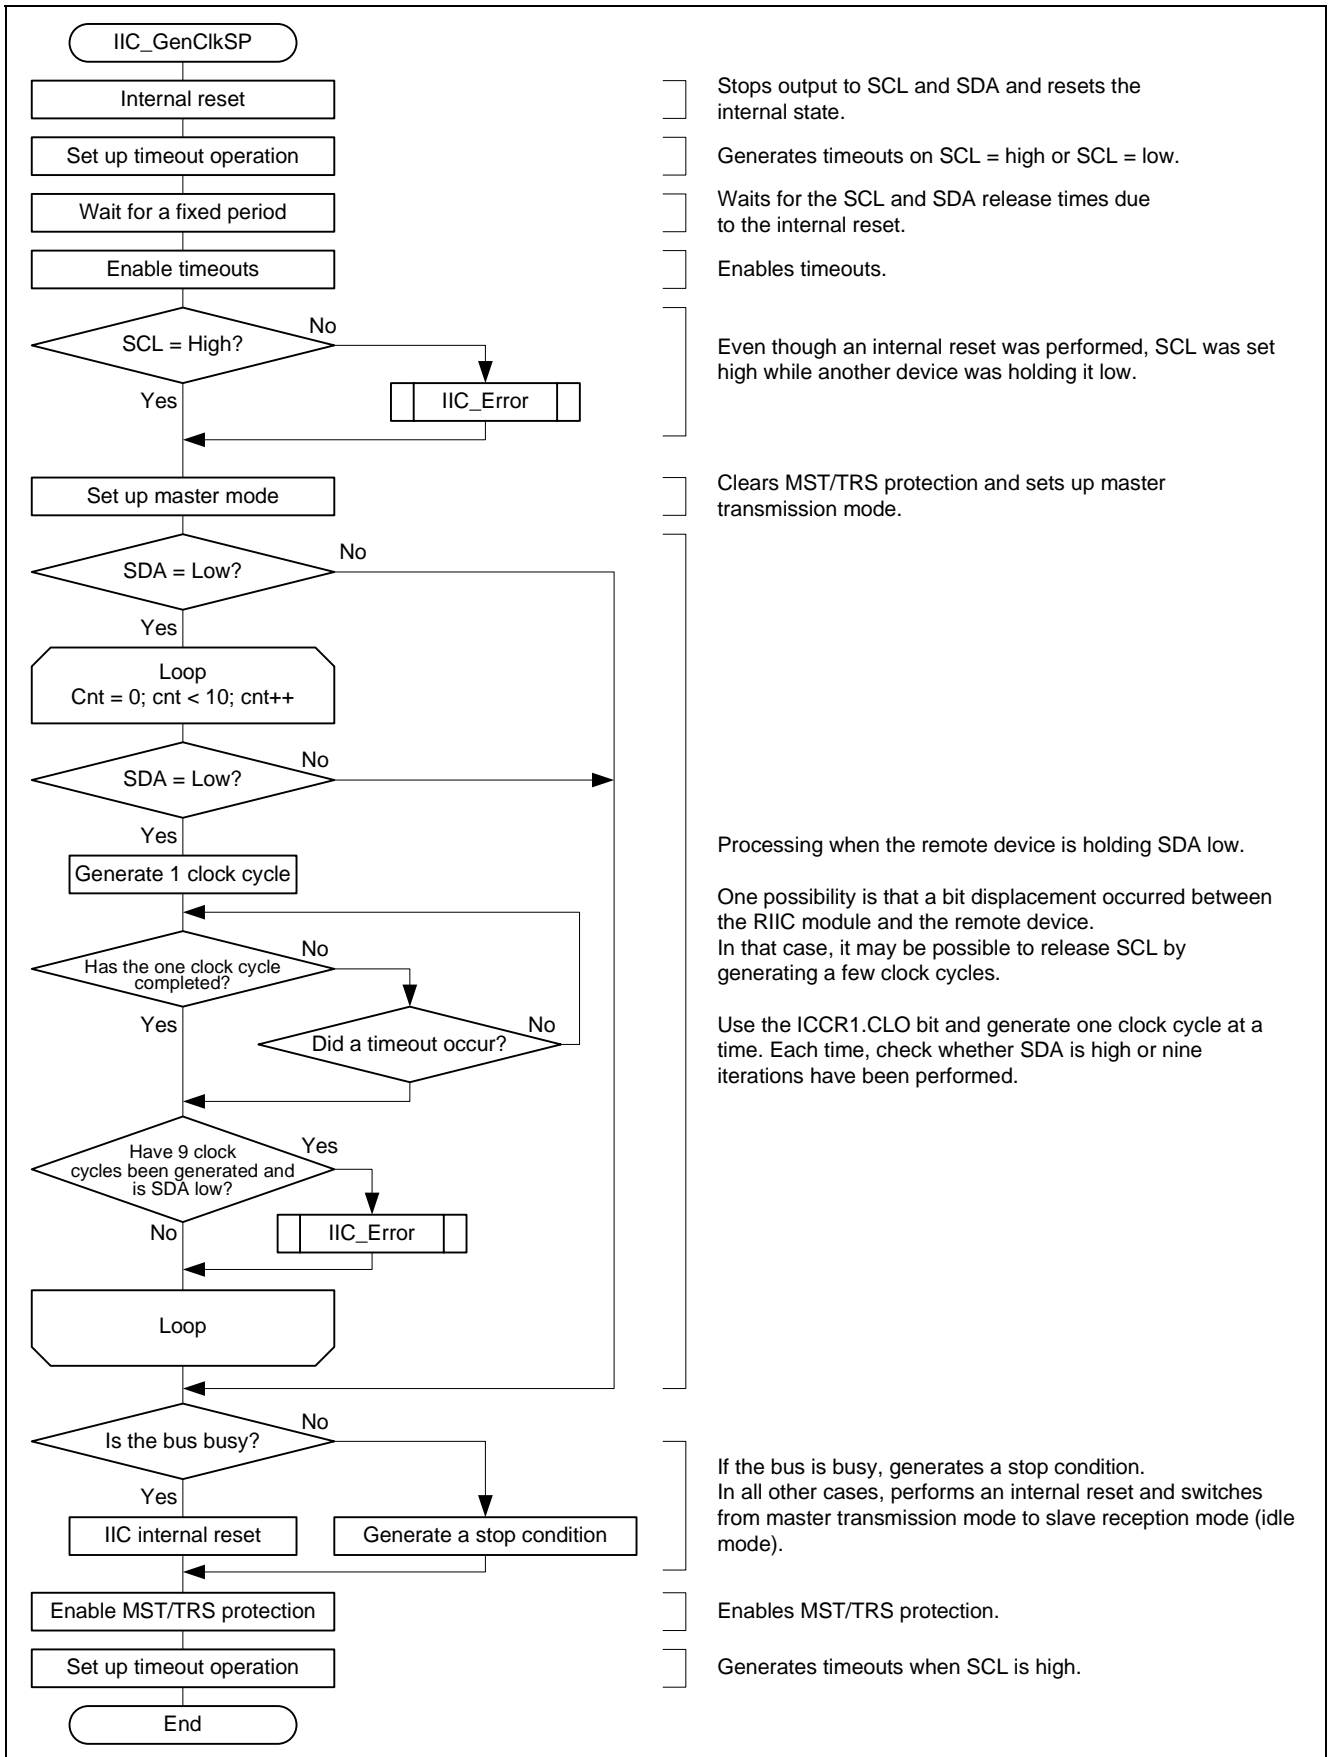 IIC_GenClkSP
Internal reset
Stops output to SCL and SDA and resets the
internal state.
Set up timeout operation
Generates timeouts on SCL = high or SCL = low.
Wait for a fixed period
Waits for the SCL and SDA release times due
to the internal reset.
Enable timeouts
Enables timeouts.
SCL = High?
No
Yes
IIC_Error
Even though an internal reset was performed, SCL was set
high while another device was holding it low.
Set up master mode
Clears MST/TRS protection and sets up master
transmission mode.
SDA = Low?
No
Yes
Loop
Cnt = 0; cnt < 10; cnt++
SDA = Low?
No
Yes
Generate 1 clock cycle
Has the one clock cycle
completed?
No
Yes
Did a timeout occur?
No
Have 9 clock
cycles been generated and
is SDA low?
Yes
No
IIC_Error
Loop
Processing when the remote device is holding SDA low.
One possibility is that a bit displacement occurred between
the RIIC module and the remote device.
In that case, it may be possible to release SCL by
generating a few clock cycles.
Use the ICCR1.CLO bit and generate one clock cycle at a
time. Each time, check whether SDA is high or nine
iterations have been performed.
Is the bus busy?
No
Yes
IIC internal reset
Generate a stop condition
If the bus is busy, generates a stop condition.
In all other cases, performs an internal reset and switches
from master transmission mode to slave reception mode (idle
mode).
Enable MST/TRS protection
Enables MST/TRS protection.
Set up timeout operation
Generates timeouts when SCL is high.
End